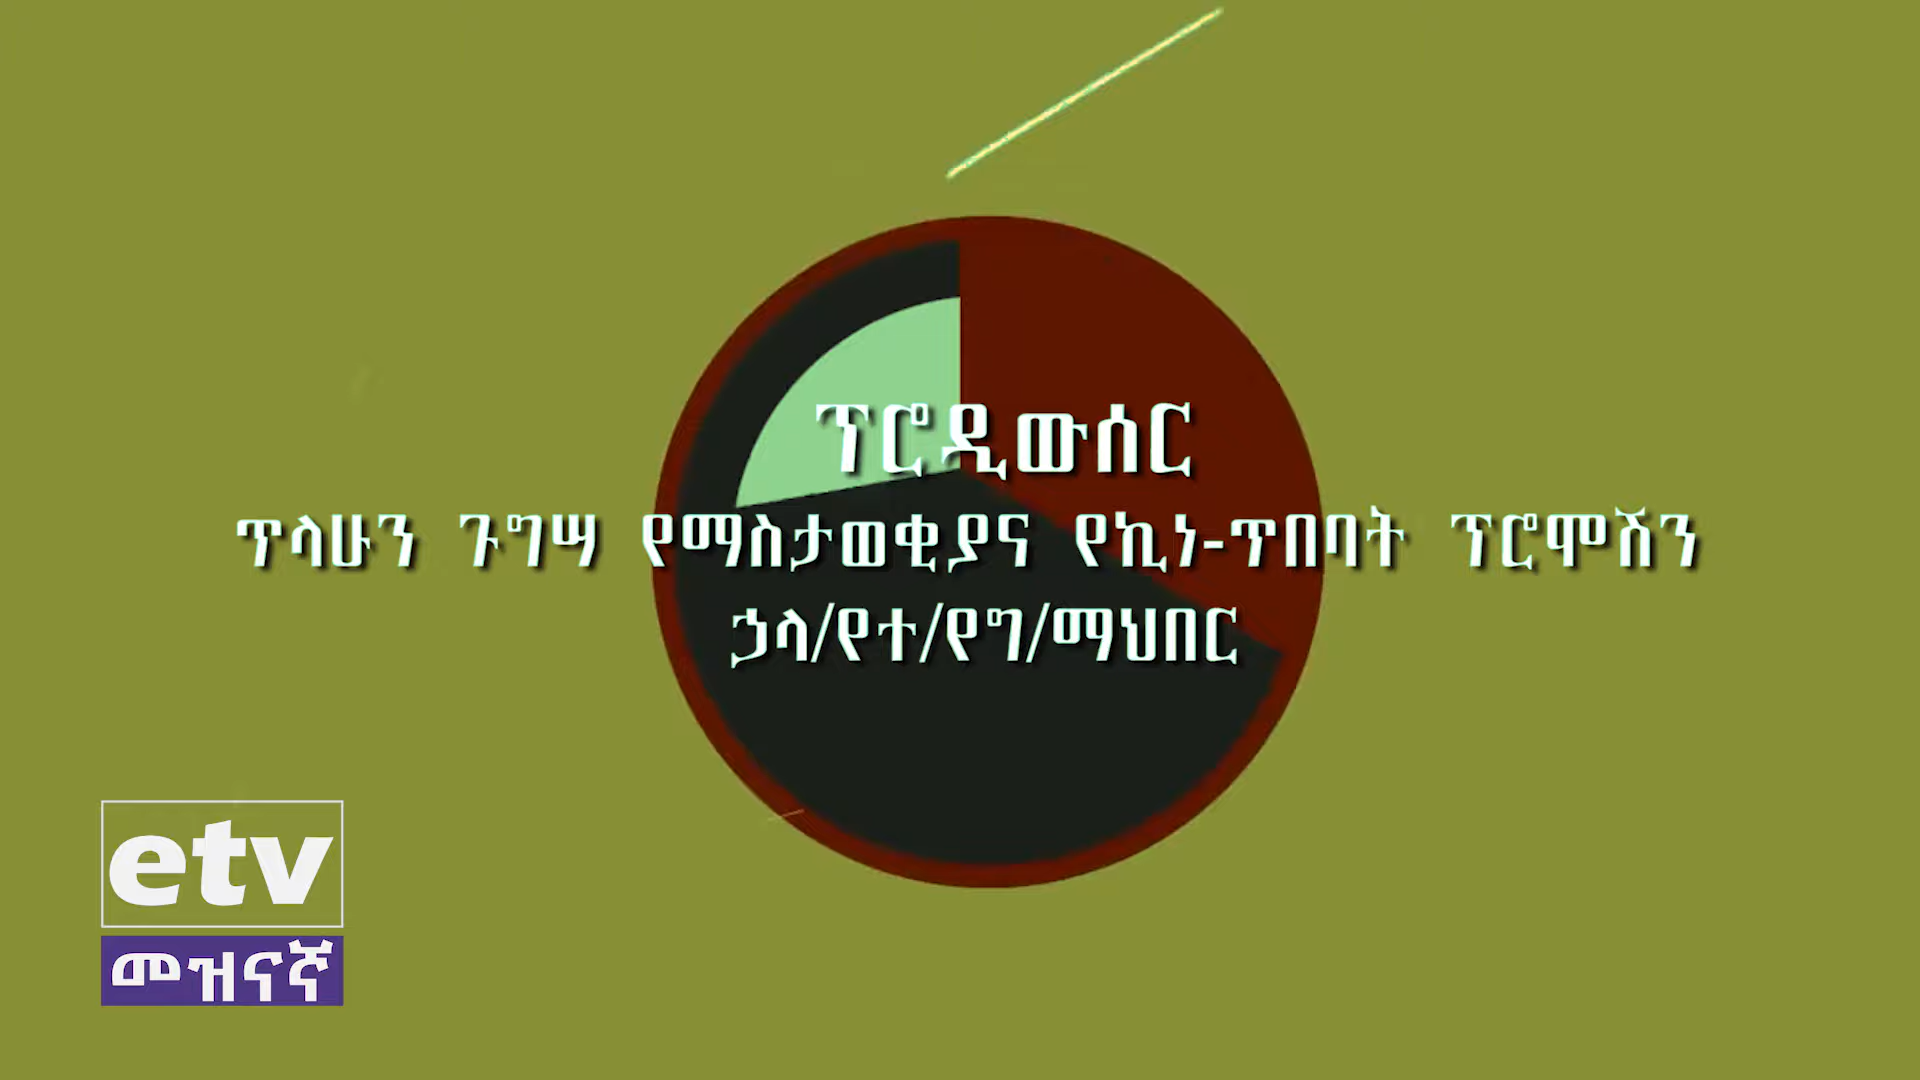 ፕሮዲውሰር
ጥላሁን ጉግሣ የማስታወቂያና የኪነ-ጥበባት ፕሮሞሽን
ኃላ/የተ/የግ/ማህበር
etv
መዝናኛ